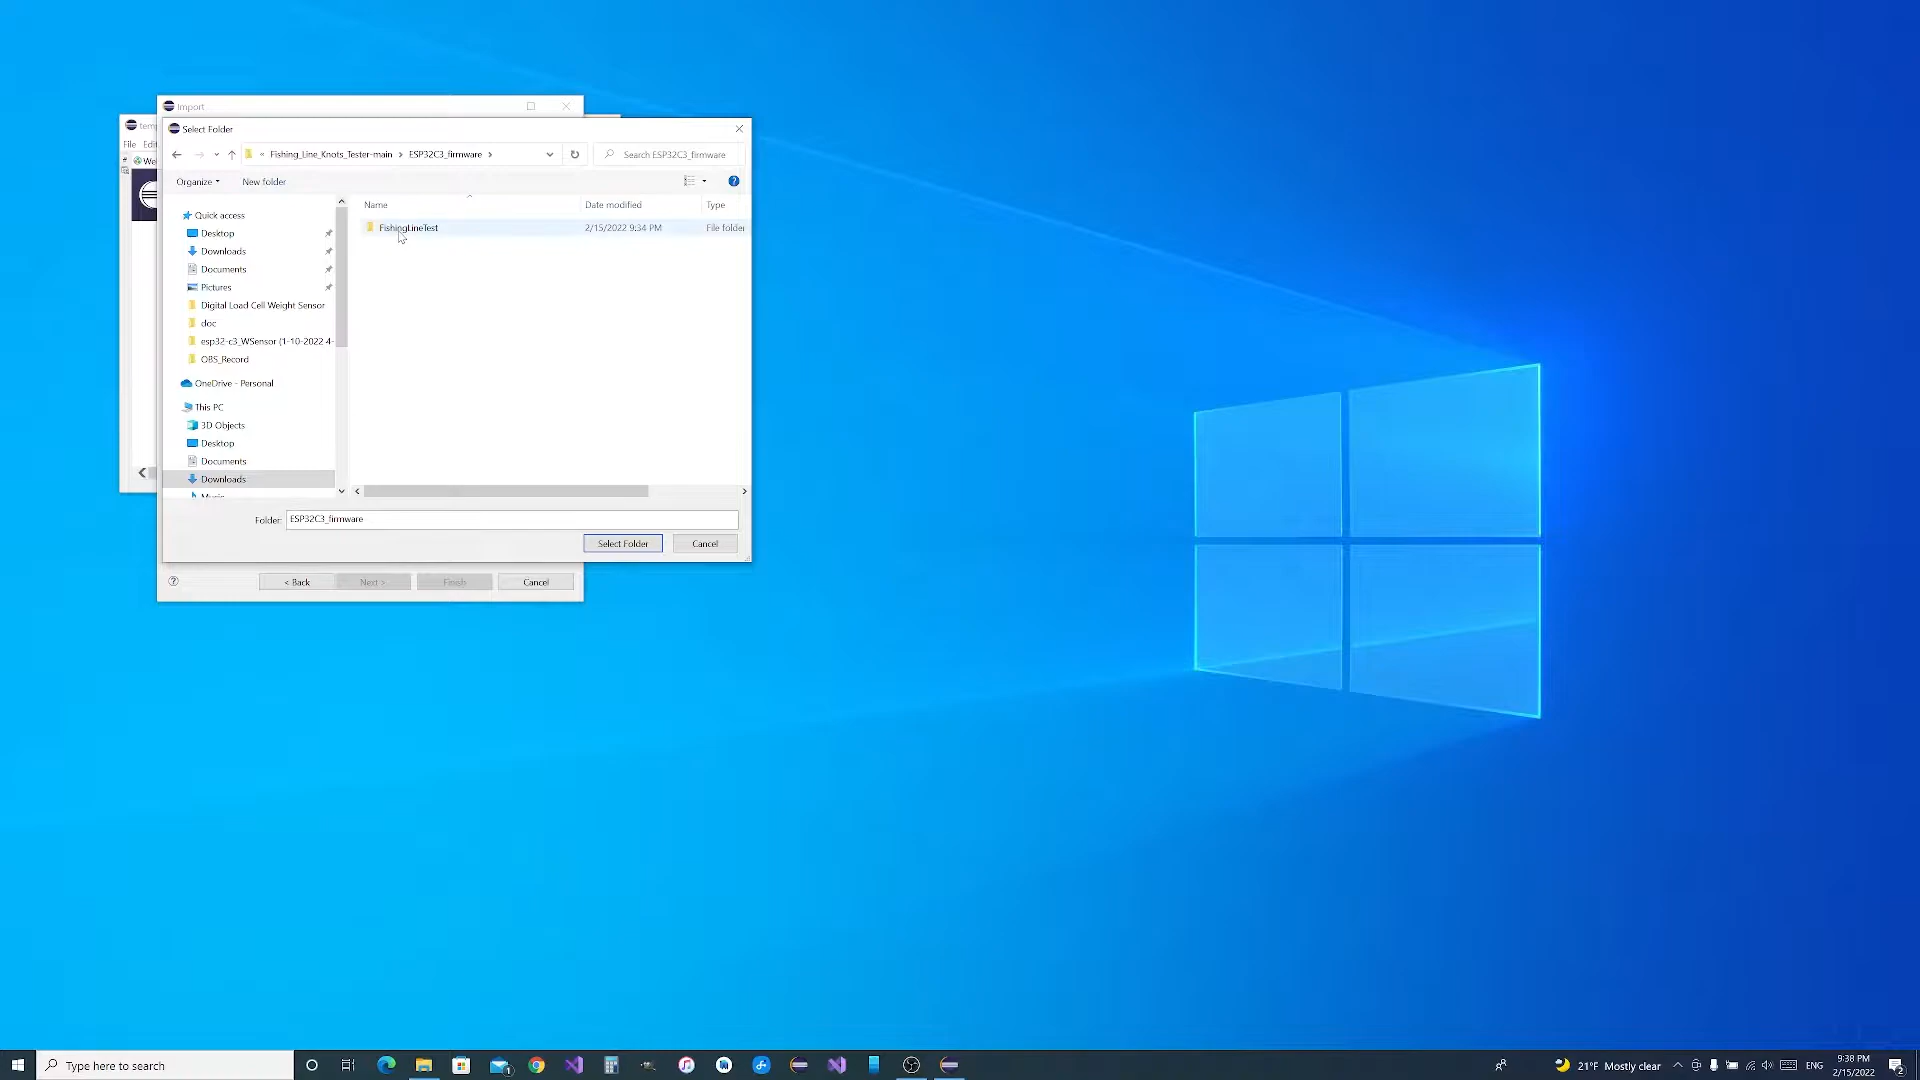 Import
Select Folder
File Edit
« Fishing_Line_Knots_Tester-main > ESP32C3_firmware >
Search ESP32C3_firmware
Organize
New folder
Name
Date modified
Type
FishingLineTest
2/15/2022 9:34 PM
File folder
Quick access
Desktop
Downloads
Documents
Pictures
Digital Load Cell Weight Sensor
doc
esp32-c3_WSensor (1-10-2022 4-
OBS_Record
OneDrive - Personal
This PC
3D Objects
Desktop
Documents
Downloads
Music
Folder:
ESP32C3_firmware
Select Folder
Cancel
< Back
Next >
Finish
Cancel
Type here to search
21°F Mostly clear
ENG
9:38 PM
2/15/2022